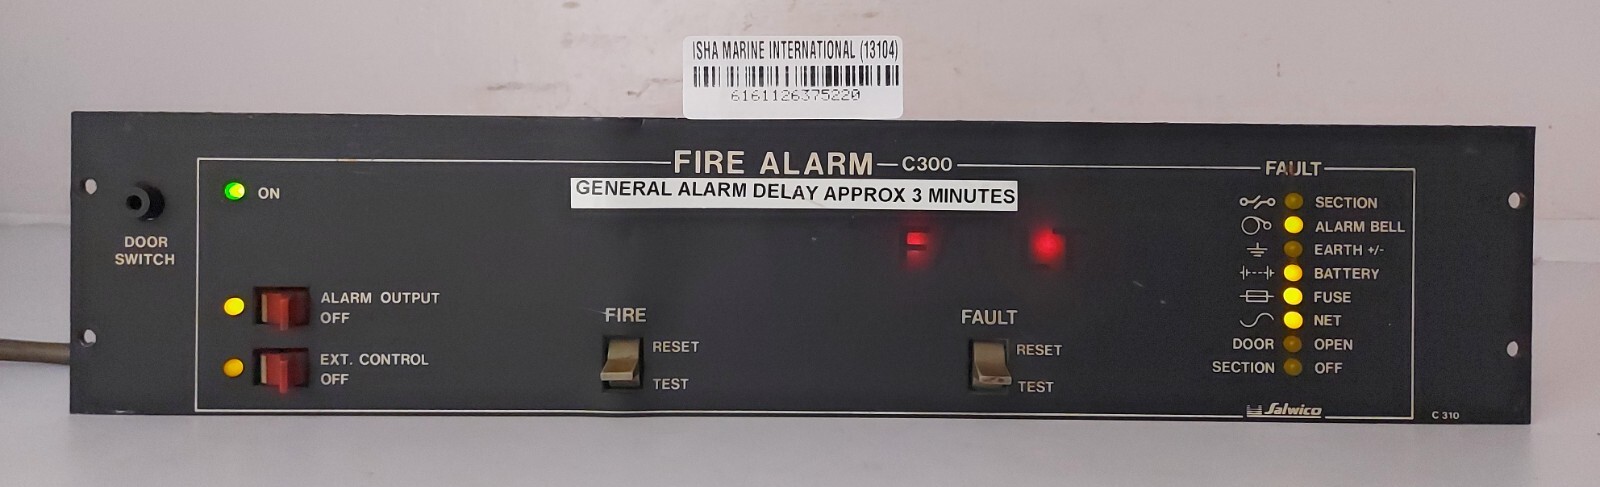 ISHA MARINE INTERNATIONAL (13104)
6161126375220
FIRE ALARM C300
GENERAL ALARM DELAY APPROX 3 MINUTES
FAULT
ON
DOOR
SWITCH
SECTION
ALARM BELL
EARTH +/-
BATTERY
FUSE
NET
DOOR OPEN
SECTION OFF
ALARM OUTPUT
OFF
EXT. CONTROL
OFF
FIRE
RESET
TEST
FAULT
RESET
TEST
Salwico
C 310